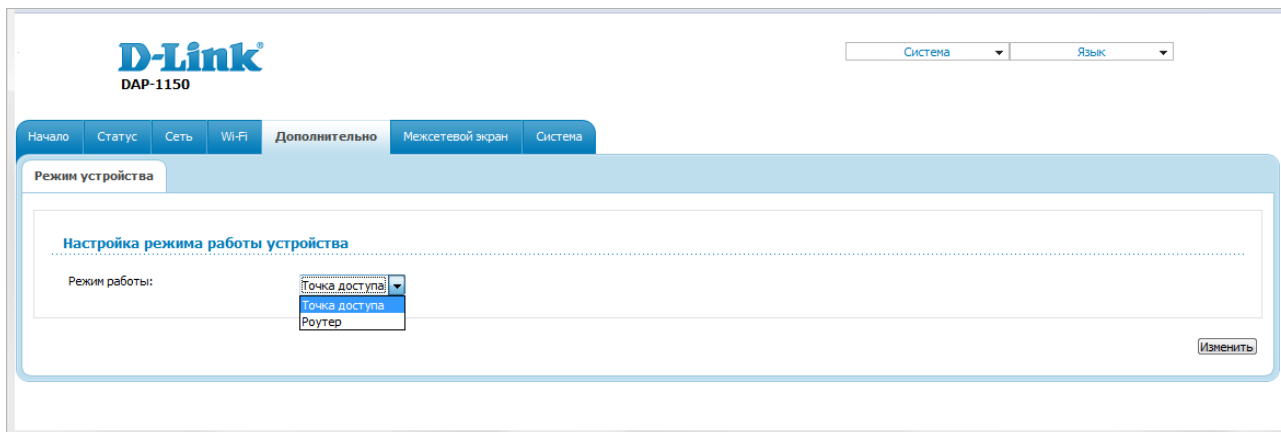 D-Link®
DAP-1150
Система
Язык
Начало
Статус
Сеть
Wi-Fi
Дополнительно
Межсетевой экран
Система
Режим устройства
Настройка режима работы устройства
Режим работы:
Точка доступа
Точка доступа
Роутер
Изменить